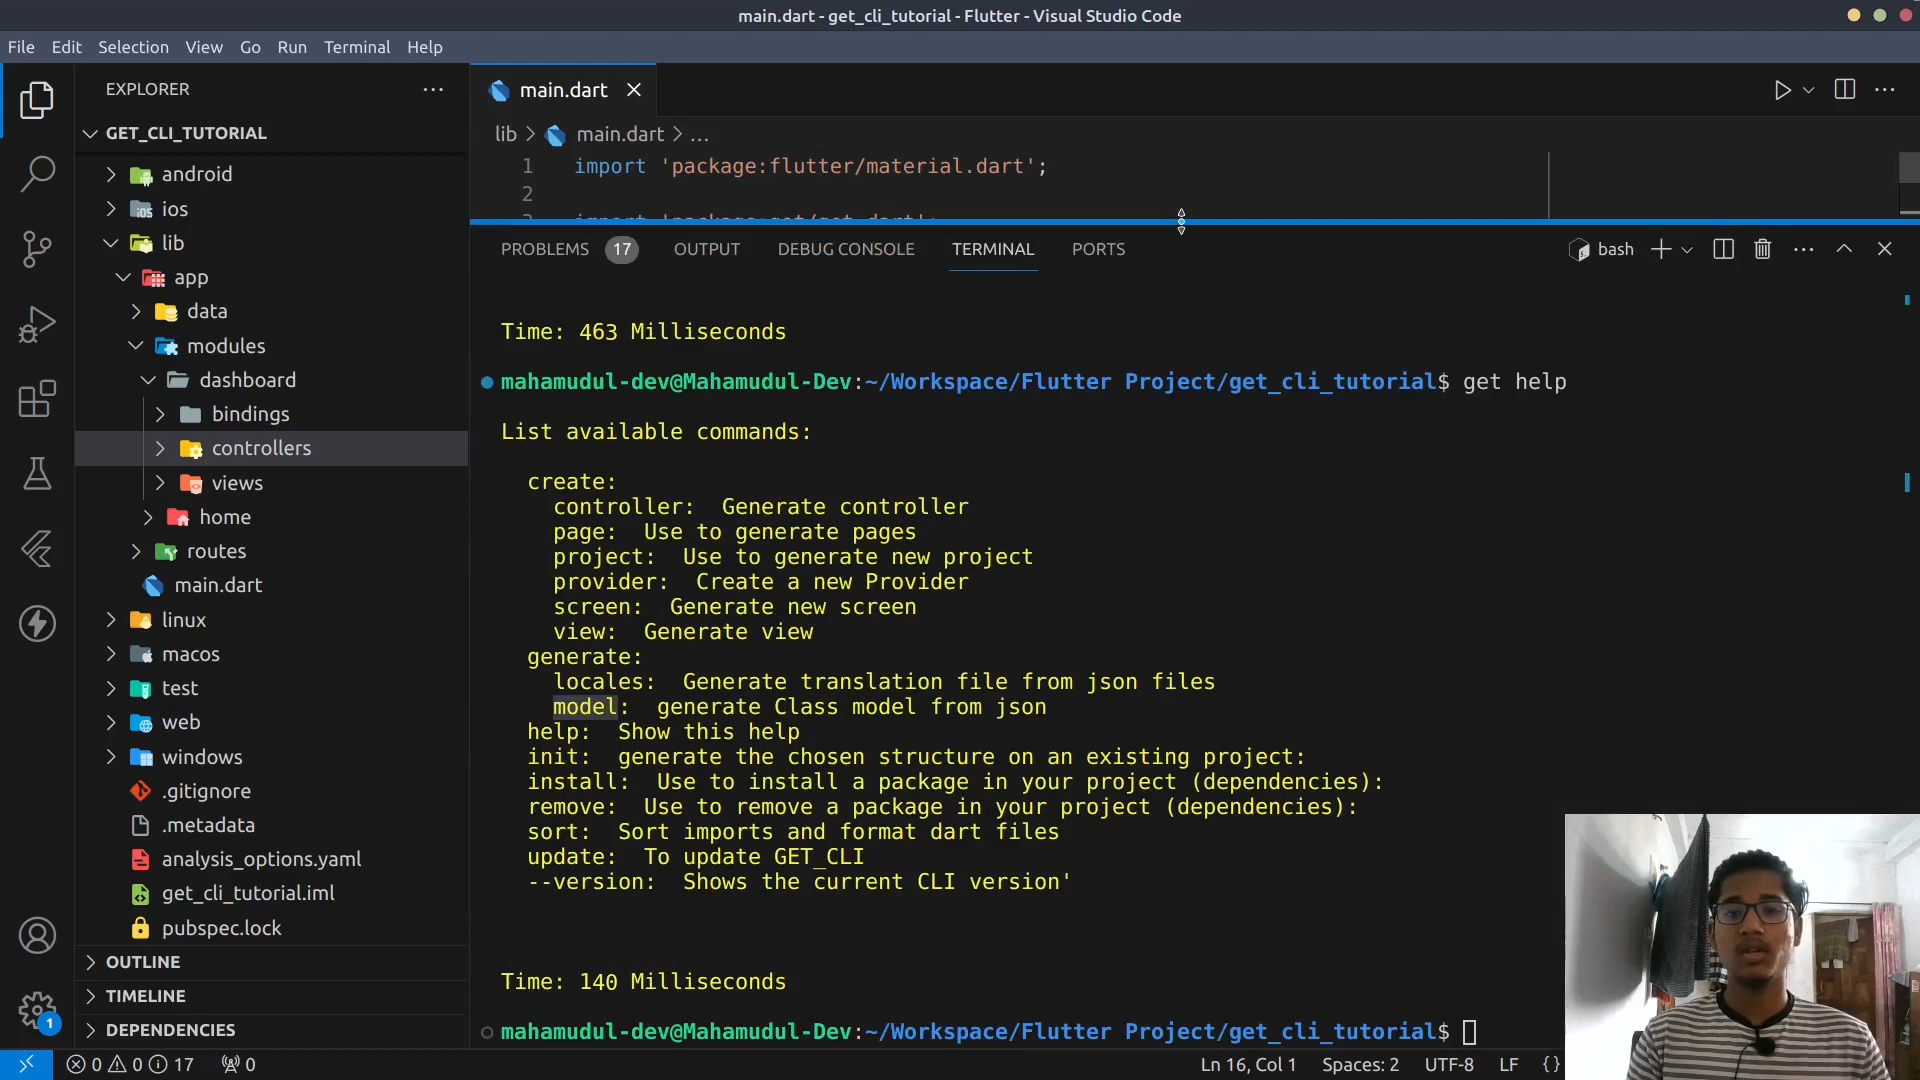 main.dart - get_cli_tutorial - Flutter - Visual Studio Code
File Edit Selection View Go Run Terminal Help
EXPLORER
GET_CLI_TUTORIAL
android
ios
lib
app
data
modules
dashboard
bindings
controllers
views
home
routes
main.dart
linux
macos
test
web
windows
.gitignore
.metadata
analysis_options.yaml
get_cli_tutorial.iml
pubspec.lock
OUTLINE
TIMELINE
DEPENDENCIES
main.dart
lib > main.dart > ...
1 import 'package:flutter/material.dart';
2
3 import 'package:get/get.dart';
PROBLEMS 17 OUTPUT DEBUG CONSOLE TERMINAL PORTS bash
Time: 463 Milliseconds
mahamudul-dev@Mahamudul-Dev:~/Workspace/Flutter Project/get_cli_tutorial$ get help
List available commands:
create:
controller: Generate controller
page: Use to generate pages
project: Use to generate new project
provider: Create a new Provider
screen: Generate new screen
view: Generate view
generate:
locales: Generate translation file from json files
model: generate Class model from json
help: Show this help
init: generate the chosen structure on an existing project:
install: Use to install a package in your project (dependencies):
remove: Use to remove a package in your project (dependencies):
sort: Sort imports and format dart files
update: To update GET_CLI
--version: Shows the current CLI version'
Time: 140 Milliseconds
mahamudul-dev@Mahamudul-Dev:~/Workspace/Flutter Project/get_cli_tutorial$
1
0 0 17 0 Ln 16, Col 1 Spaces: 2 UTF-8 LF {}